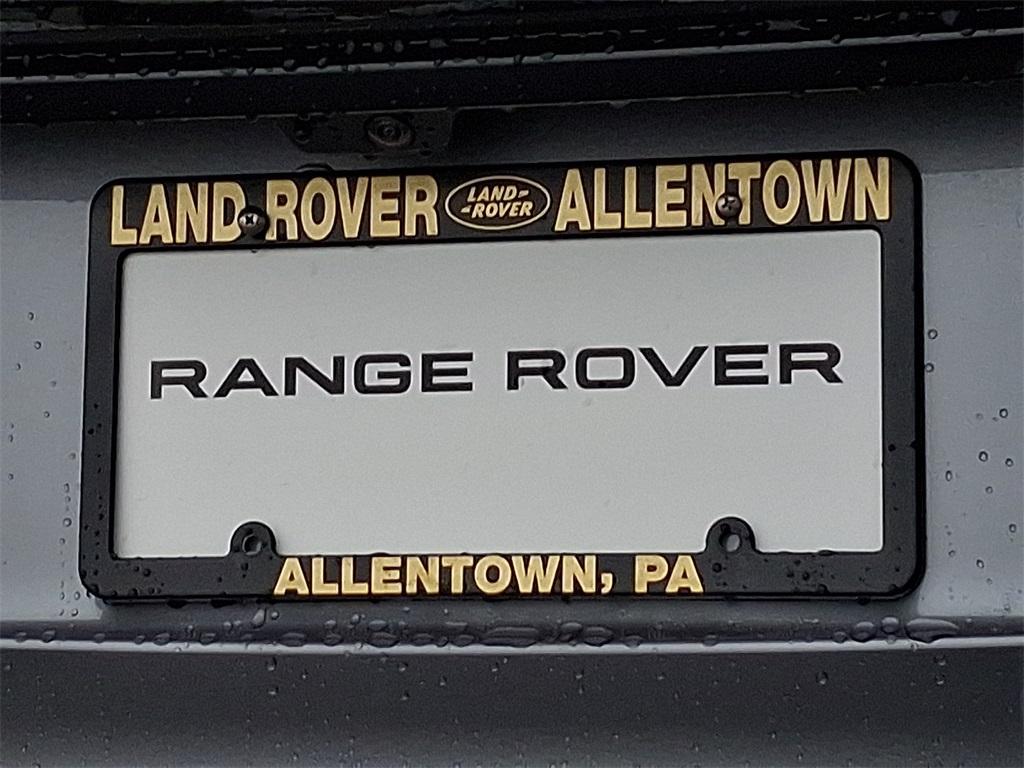 LAND ROVER LAND-ROVER ALLENTOWN
RANGE ROVER
ALLENTOWN, PA